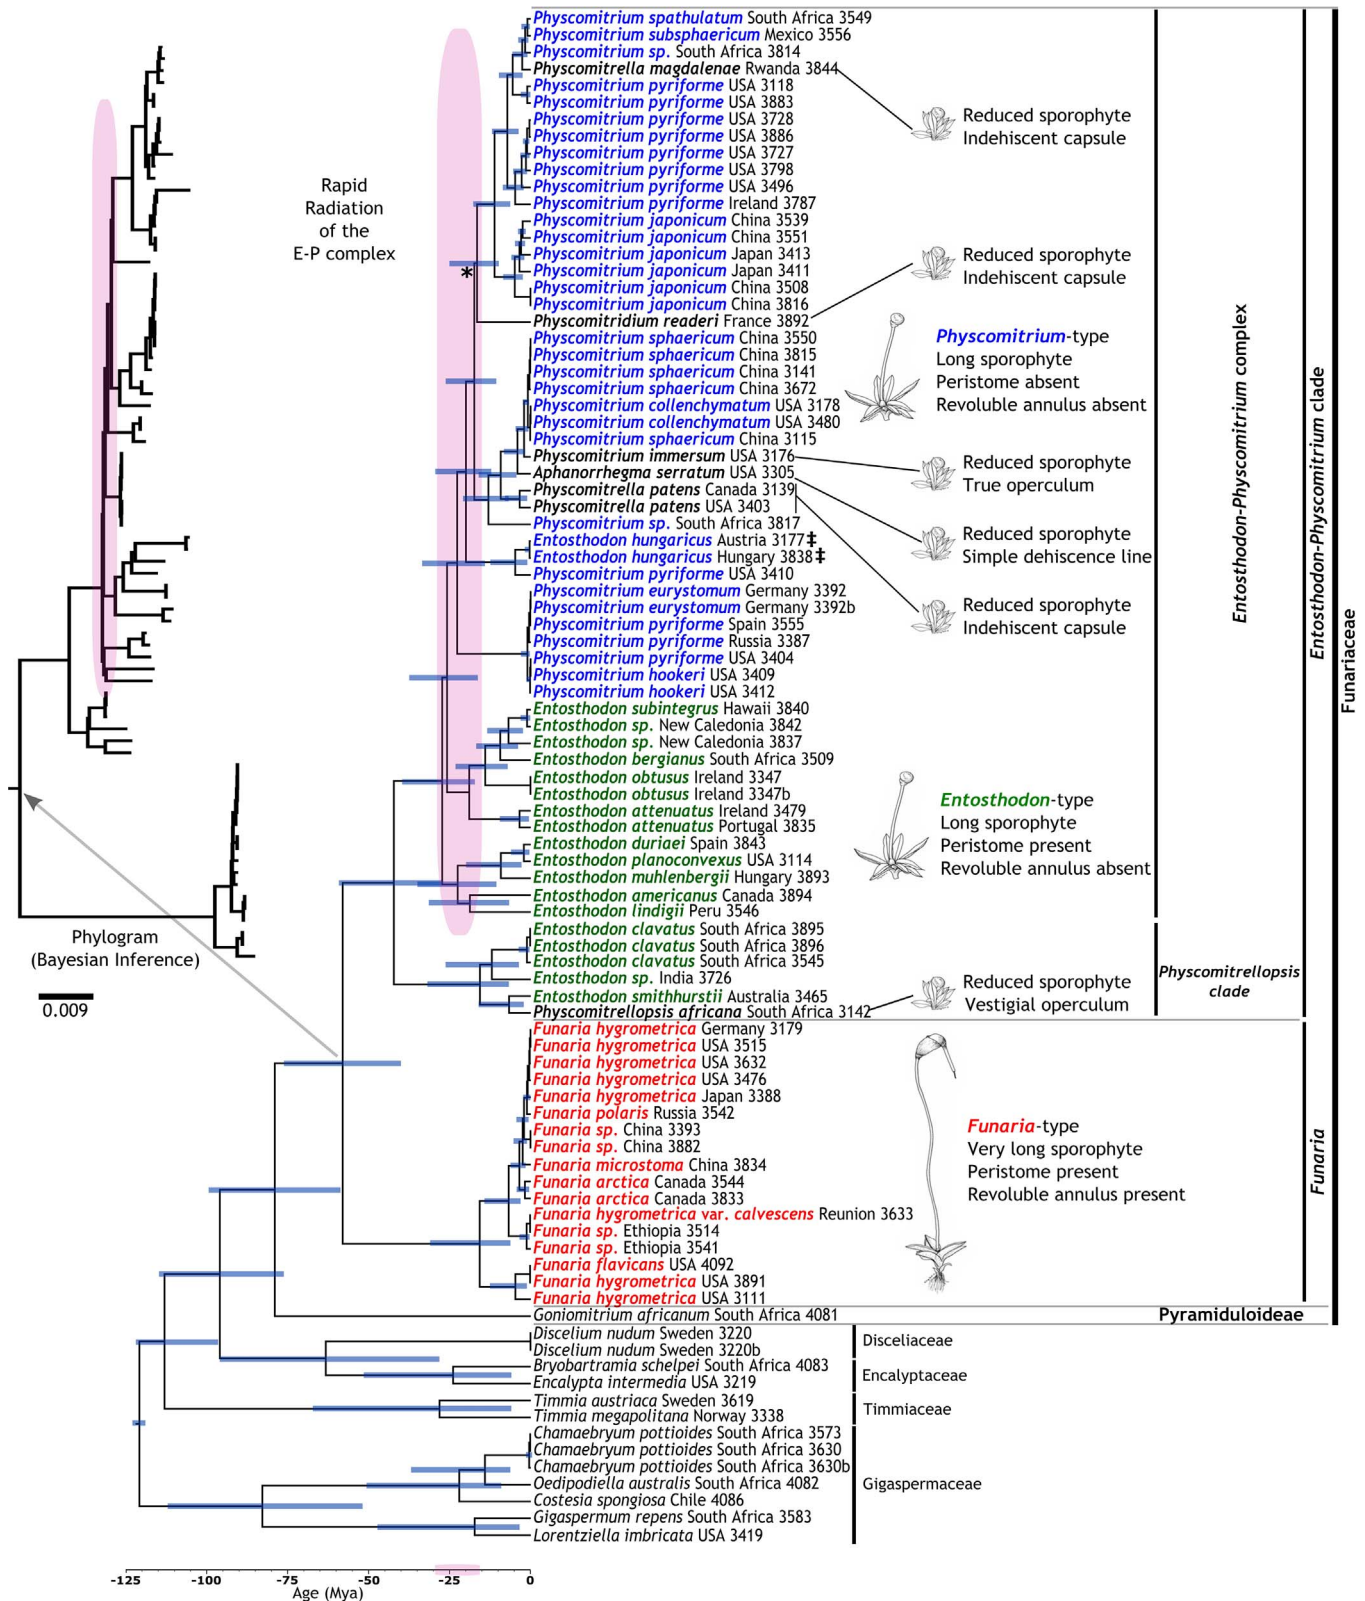 Physcomitrium spathulatum South Africa 3549
Physcomitrium subsphaericum Mexico 3556
Physcomitrium sp. South Africa 3814
Physcomitrella magdalenae Rwanda 3844
Physcomitrium pyriforme USA 3118
Physcomitrium pyriforme USA 3883
Physcomitrium pyriforme USA 3728
Physcomitrium pyriforme USA 3886
Physcomitrium pyriforme USA 3727
Physcomitrium pyriforme USA 3798
Physcomitrium pyriforme USA 3496
Physcomitrium pyriforme Ireland 3787
Physcomitrium japonicum China 3539
Physcomitrium japonicum China 3551
Physcomitrium japonicum Japan 3413
Physcomitrium japonicum Japan 3411
Physcomitrium japonicum China 3508
Physcomitrium japonicum China 3816
Physcomitridium readeri France 3892
Physcomitrium sphaericum China 3550
Physcomitrium sphaericum China 3815
Physcomitrium sphaericum China 3141
Physcomitrium sphaericum China 3672
Physcomitrium collenchymatum USA 3178
Physcomitrium collenchymatum USA 3480
Physcomitrium sphaericum China 3115
Physcomitrium immersum USA 3176
Aphanorrhegma serratum USA 3305
Physcomitrella patens Canada 3139
Physcomitrella patens USA 3403
Physcomitrium sp. South Africa 3817
Entosthodon hungaricus Austria 3177‡
Entosthodon hungaricus Hungary 3838‡
Physcomitrium pyriforme USA 3410
Physcomitrium eurystomum Germany 3392
Physcomitrium eurystomum Germany 3392b
Physcomitrium pyriforme Spain 3555
Physcomitrium pyriforme Russia 3387
Physcomitrium pyriforme USA 3404
Physcomitrium hookeri USA 3409
Physcomitrium hookeri USA 3412
Entosthodon subintegrus Hawaii 3840
Entosthodon sp. New Caledonia 3842
Entosthodon sp. New Caledonia 3837
Entosthodon bergianus South Africa 3509
Entosthodon obtusus Ireland 3347
Entosthodon obtusus Ireland 3347b
Entosthodon attenuatus Ireland 3479
Entosthodon attenuatus Portugal 3835
Entosthodon duriaei Spain 3843
Entosthodon planoconvexus USA 3114
Entosthodon muhlenbergii Hungary 3893
Entosthodon americanus Canada 3894
Entosthodon lindigii Peru 3546
Entosthodon clavatus South Africa 3895
Entosthodon clavatus South Africa 3896
Entosthodon clavatus South Africa 3545
Entosthodon sp. India 3726
Entosthodon smithhurstii Australia 3465
Physcomitrellopsis africana South Africa 3142
Funaria hygrometrica Germany 3179
Funaria hygrometrica USA 3515
Funaria hygrometrica USA 3632
Funaria hygrometrica USA 3476
Funaria hygrometrica Japan 3388
Funaria polaris Russia 3542
Funaria sp. China 3393
Funaria sp. China 3882
Funaria microstoma China 3834
Funaria arctica Canada 3544
Funaria arctica Canada 3833
Funaria hygrometrica var. calvescens Reunion 3633
Funaria sp. Ethiopia 3514
Funaria sp. Ethiopia 3541
Funaria flavicans USA 4092
Funaria hygrometrica USA 3891
Funaria hygrometrica USA 3111
Goniomitrium africanum South Africa 4081
Discelium nudum Sweden 3220
Discelium nudum Sweden 3220b
Bryobartramia schelpei South Africa 4083
Encalypta intermedia USA 3219
Timmia austriaca Sweden 3619
Timmia megapolitana Norway 3338
Chamaebryum pottioides South Africa 3573
Chamaebryum pottioides South Africa 3630
Chamaebryum pottioides South Africa 3630b
Oedipodiella australis South Africa 4082
Costesia spongiosa Chile 4086
Gigaspermum repens South Africa 3583
Lorentziella imbricata USA 3419
Rapid
Radiation
of the
E-P complex
*
Phylogram
(Bayesian Inference)
0.009
Reduced sporophyte
Indehiscent capsule
Reduced sporophyte
Indehiscent capsule
Physcomitrium-type
Long sporophyte
Peristome absent
Revoluble annulus absent
Reduced sporophyte
True operculum
Reduced sporophyte
Simple dehiscence line
Reduced sporophyte
Indehiscent capsule
Entosthodon-type
Long sporophyte
Peristome present
Revoluble annulus absent
Reduced sporophyte
Vestigial operculum
Funaria-type
Very long sporophyte
Peristome present
Revoluble annulus present
Entosthodon-Physcomitrium complex
Physcomitrellopsis
clade
Entosthodon-Physcomitrium clade
Funaria
Funariaceae
Pyramiduloideae
Disceliaceae
Encalyptaceae
Timmiaceae
Gigaspermaceae
-125 -100 -75 -50 -25 0
Age (Mya)